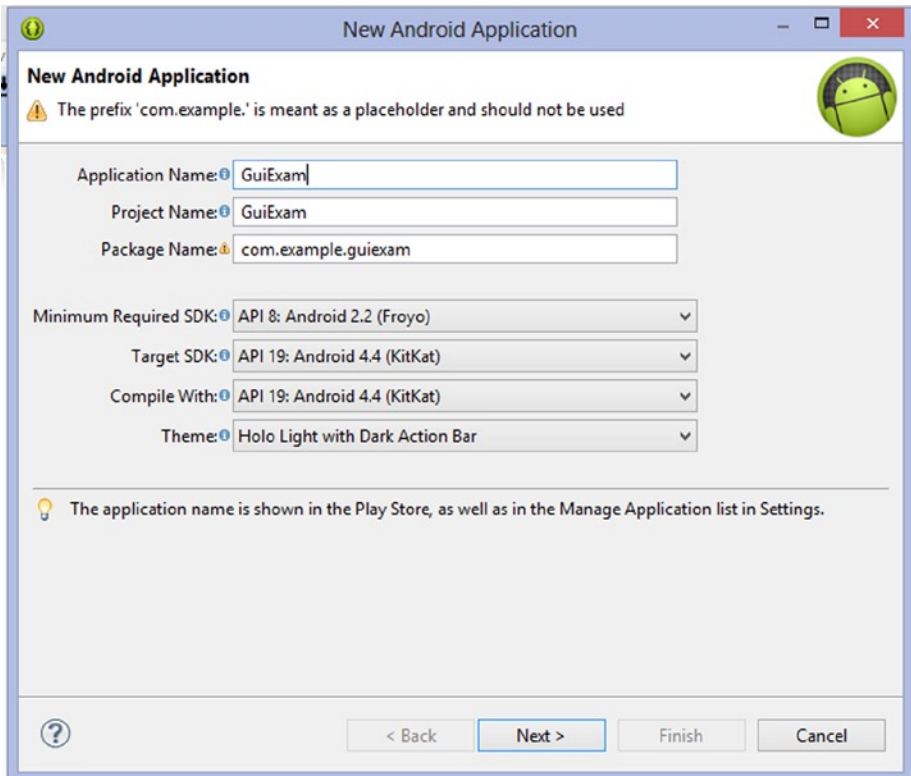 New Android Application
New Android Application
The prefix 'com.example.' is meant as a placeholder and should not be used
Application Name: GuiExam
Project Name: GuiExam
Package Name: com.example.guiexam
Minimum Required SDK: API 8: Android 2.2 (Froyo)
Target SDK: API 19: Android 4.4 (KitKat)
Compile With: API 19: Android 4.4 (KitKat)
Theme: Holo Light with Dark Action Bar
The application name is shown in the Play Store, as well as in the Manage Application list in Settings.
< Back Next > Finish Cancel